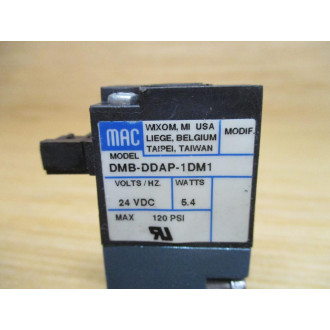 MAC
WIXOM, MI USA
LIEGE, BELGIUM
TAIPEI, TAIWAN
MODIF.
MODEL
DMB-DDAP-1DM1
VOLTS/HZ. WATTS
24 VDC 5.4
MAX 120 PSI